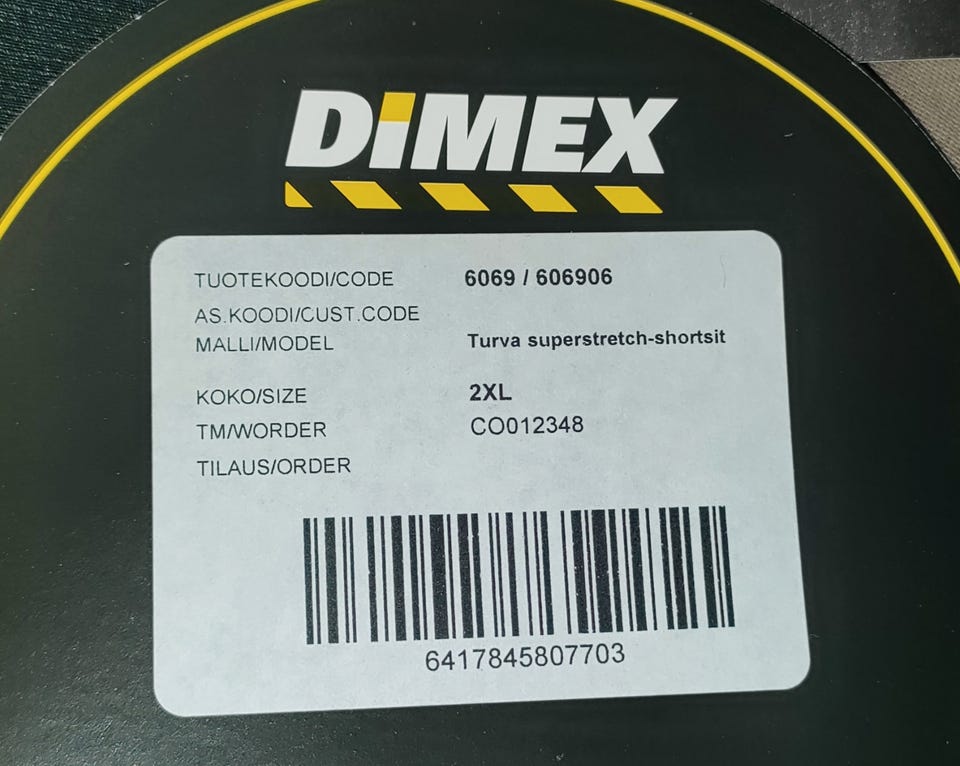 DiMEX
TUOTEKOODI/CODE 6069 / 606906
AS.KOODI/CUST.CODE
MALLI/MODEL Turva superstretch-shortsit
KOKO/SIZE 2XL
TM/WORDER CO012348
TILAUS/ORDER
6417845807703